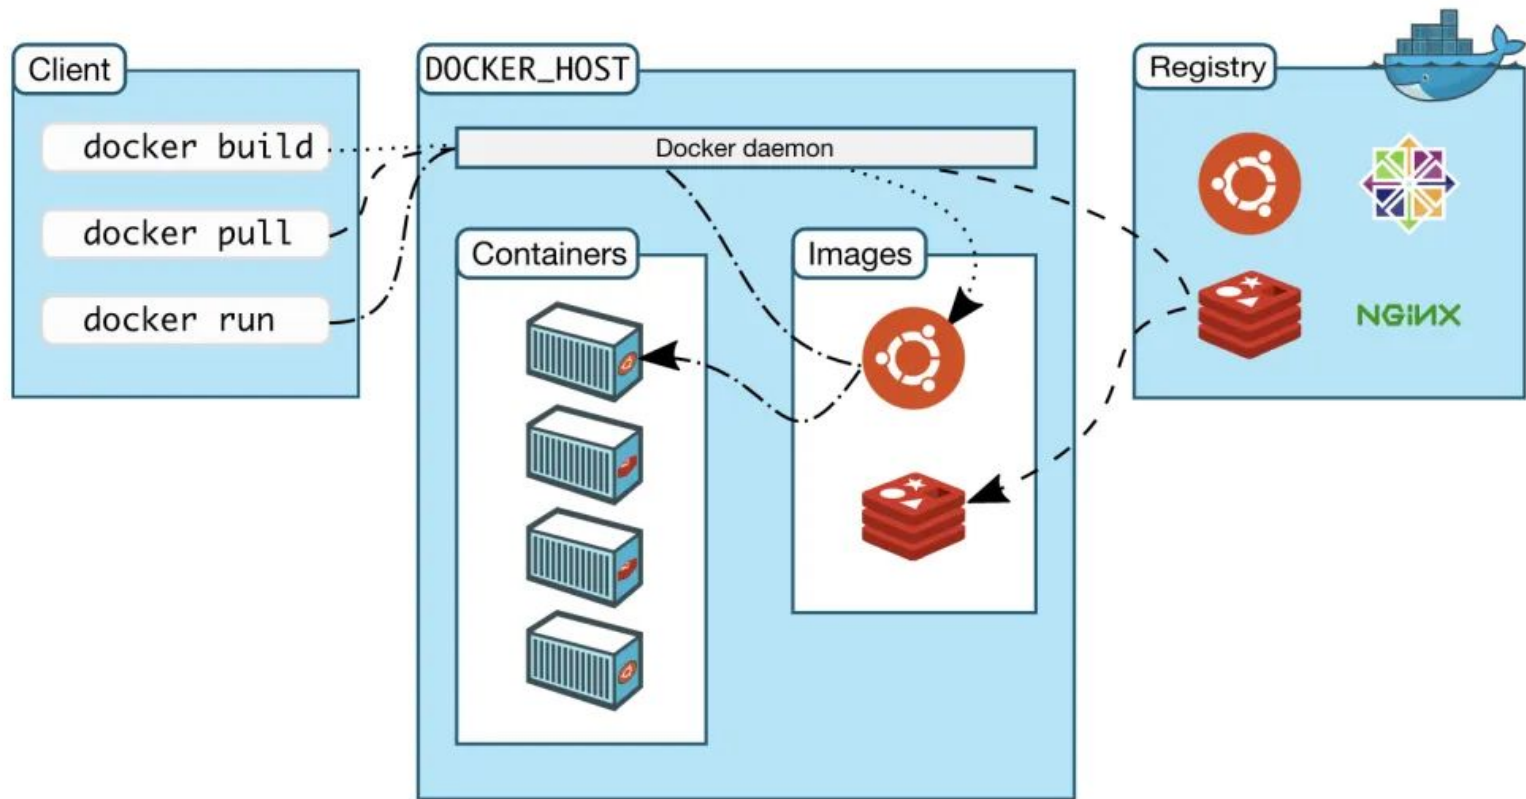 Client
docker build
docker pull
docker run
DOCKER_HOST
Docker daemon
Containers
Images
Registry
NGiNX